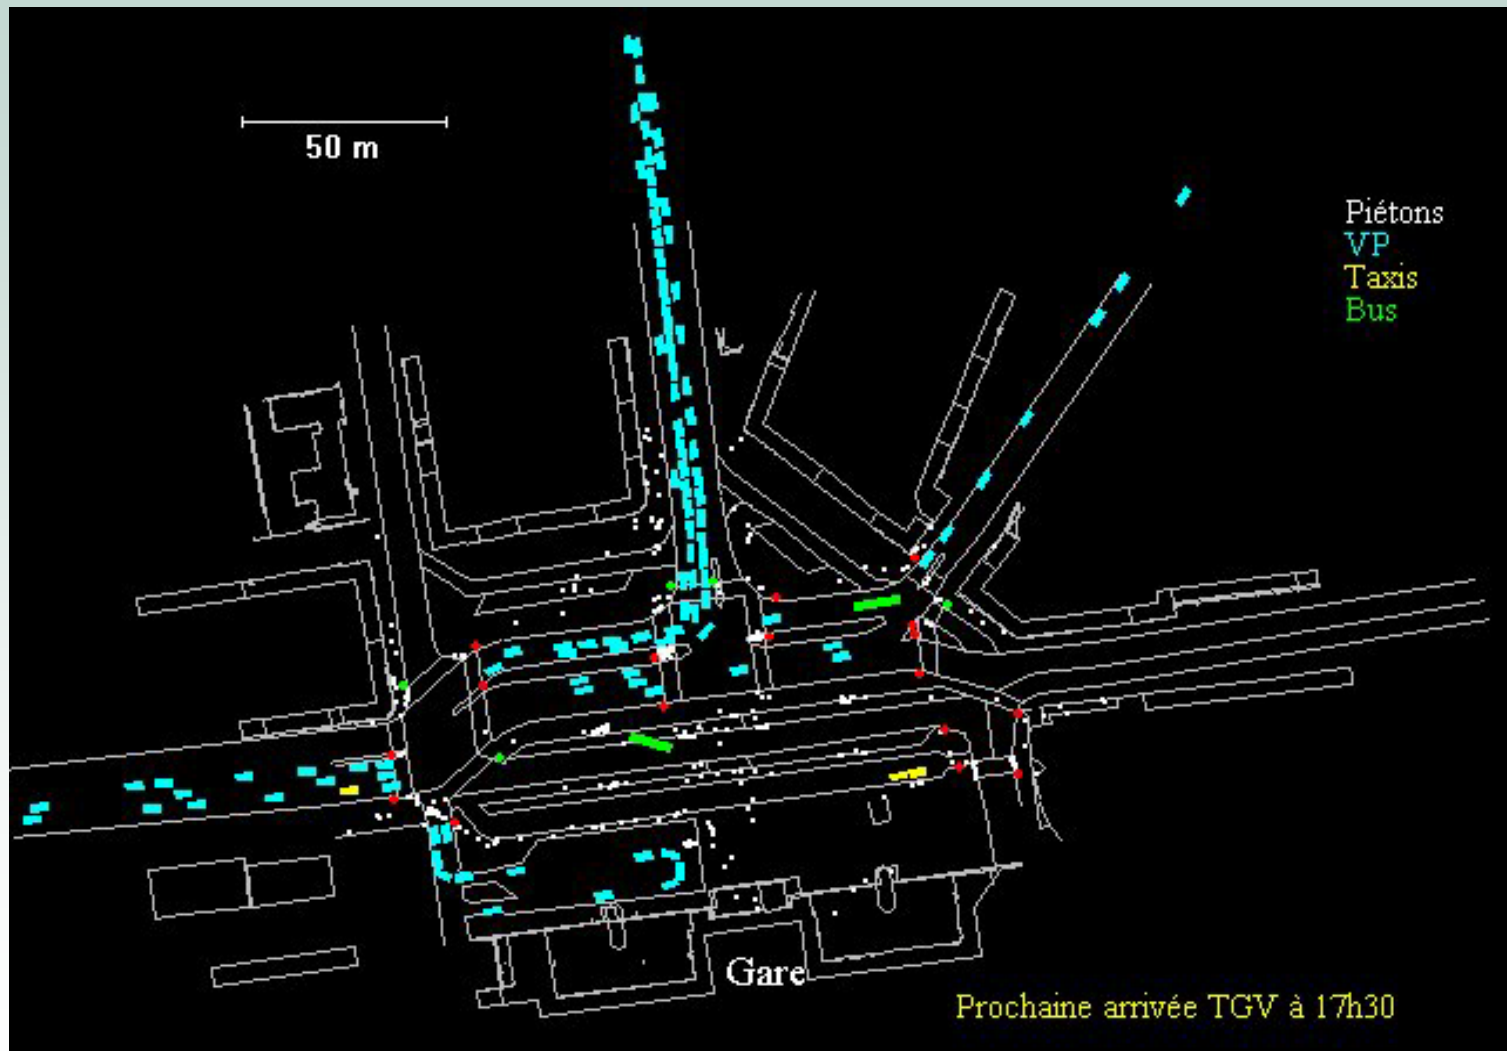 50 m
Piétons
VP
Taxis
Bus
Gare
Prochaine arrivée TGV à 17h30